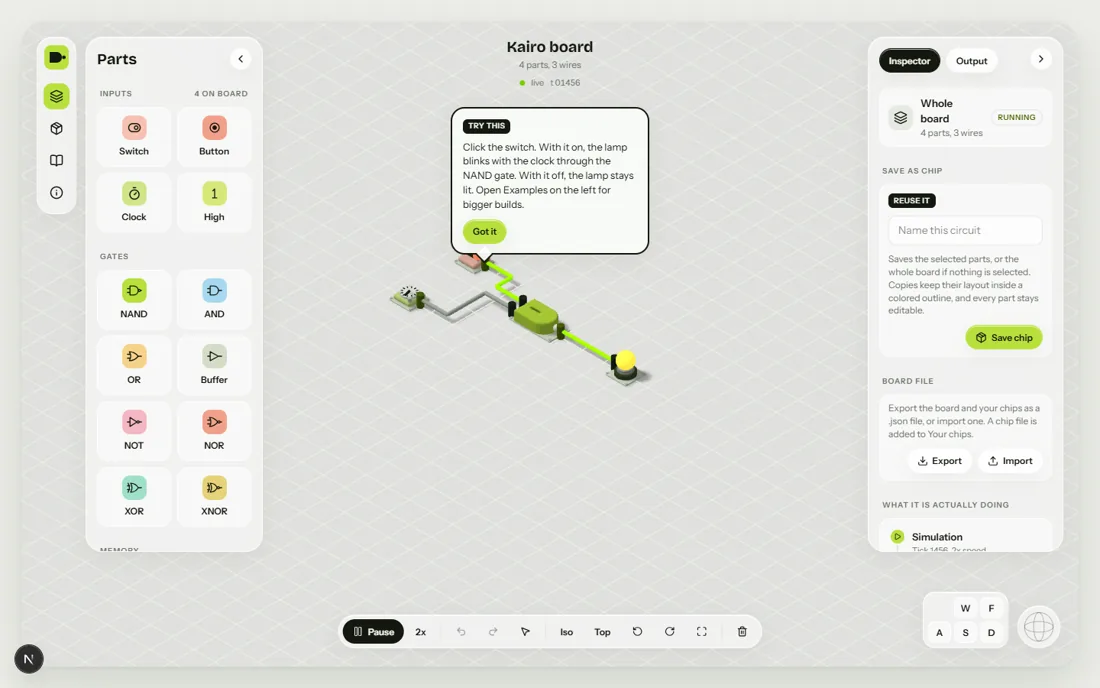 Parts
INPUTS 4 ON BOARD
Switch Button
Clock High
1
GATES
NAND AND
OR Buffer
NOT NOR
XOR XNOR
MEMORY
Kairo board
4 parts, 3 wires
live t 01456
TRY THIS
Click the switch. With it on, the lamp
blinks with the clock through the
NAND gate. With it off, the lamp stays
lit. Open Examples on the left for
bigger builds.
Got it
Inspector Output
Whole
board
4 parts, 3 wires
RUNNING
SAVE AS CHIP
REUSE IT
Name this circuit
Saves the selected parts, or the
whole board if nothing is selected.
Copies keep their layout inside a
colored outline, and every part stays
editable.
Save chip
BOARD FILE
Export the board and your chips as a
.json file, or import one. A chip file is
added to Your chips.
Export Import
WHAT IT IS ACTUALLY DOING
Simulation
Tick 1456, 2x speed
Pause 2x Iso Top
W F
A S D
N